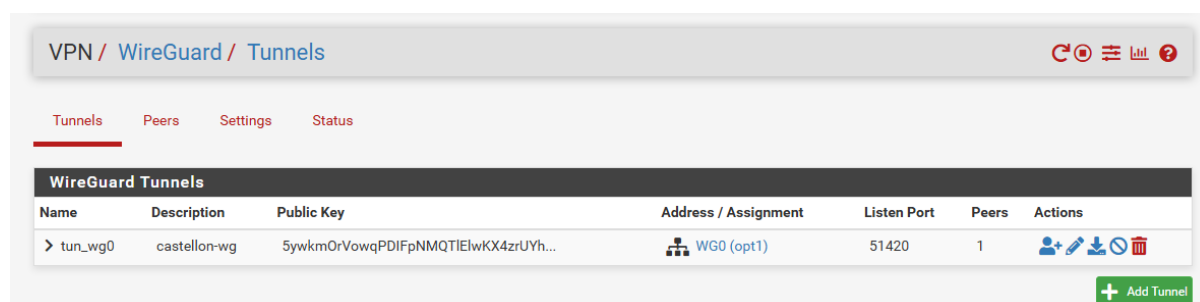 VPN / WireGuard / Tunnels
Tunnels Peers Settings Status
WireGuard Tunnels
Name Description Public Key Address / Assignment Listen Port Peers Actions
tun_wg0 castellon-wg 5ywkmOrVowqPDIFpNMQTlElwKX4zrUYh... WG0 (opt1) 51420 1
Add Tunnel